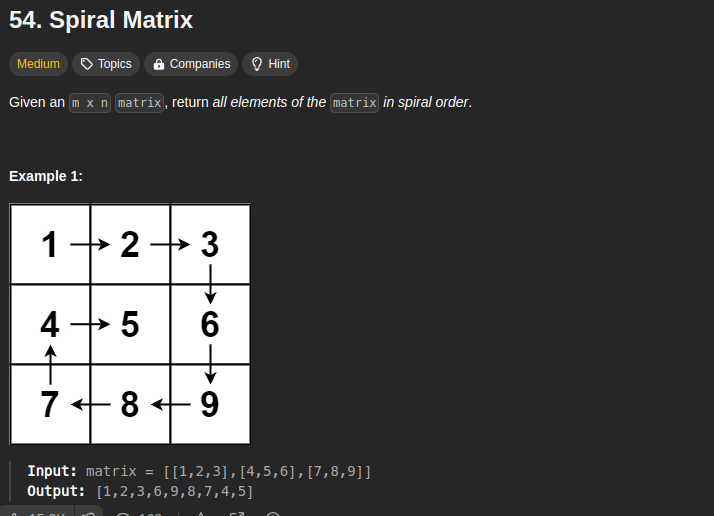 54. Spiral Matrix
Medium Topics Companies Hint
Given an m x n matrix, return all elements of the matrix in spiral order.
Example 1:
1 2 3
4 5 6
7 8 9
Input: matrix = [[1,2,3],[4,5,6],[7,8,9]]
Output: [1,2,3,6,9,8,7,4,5]